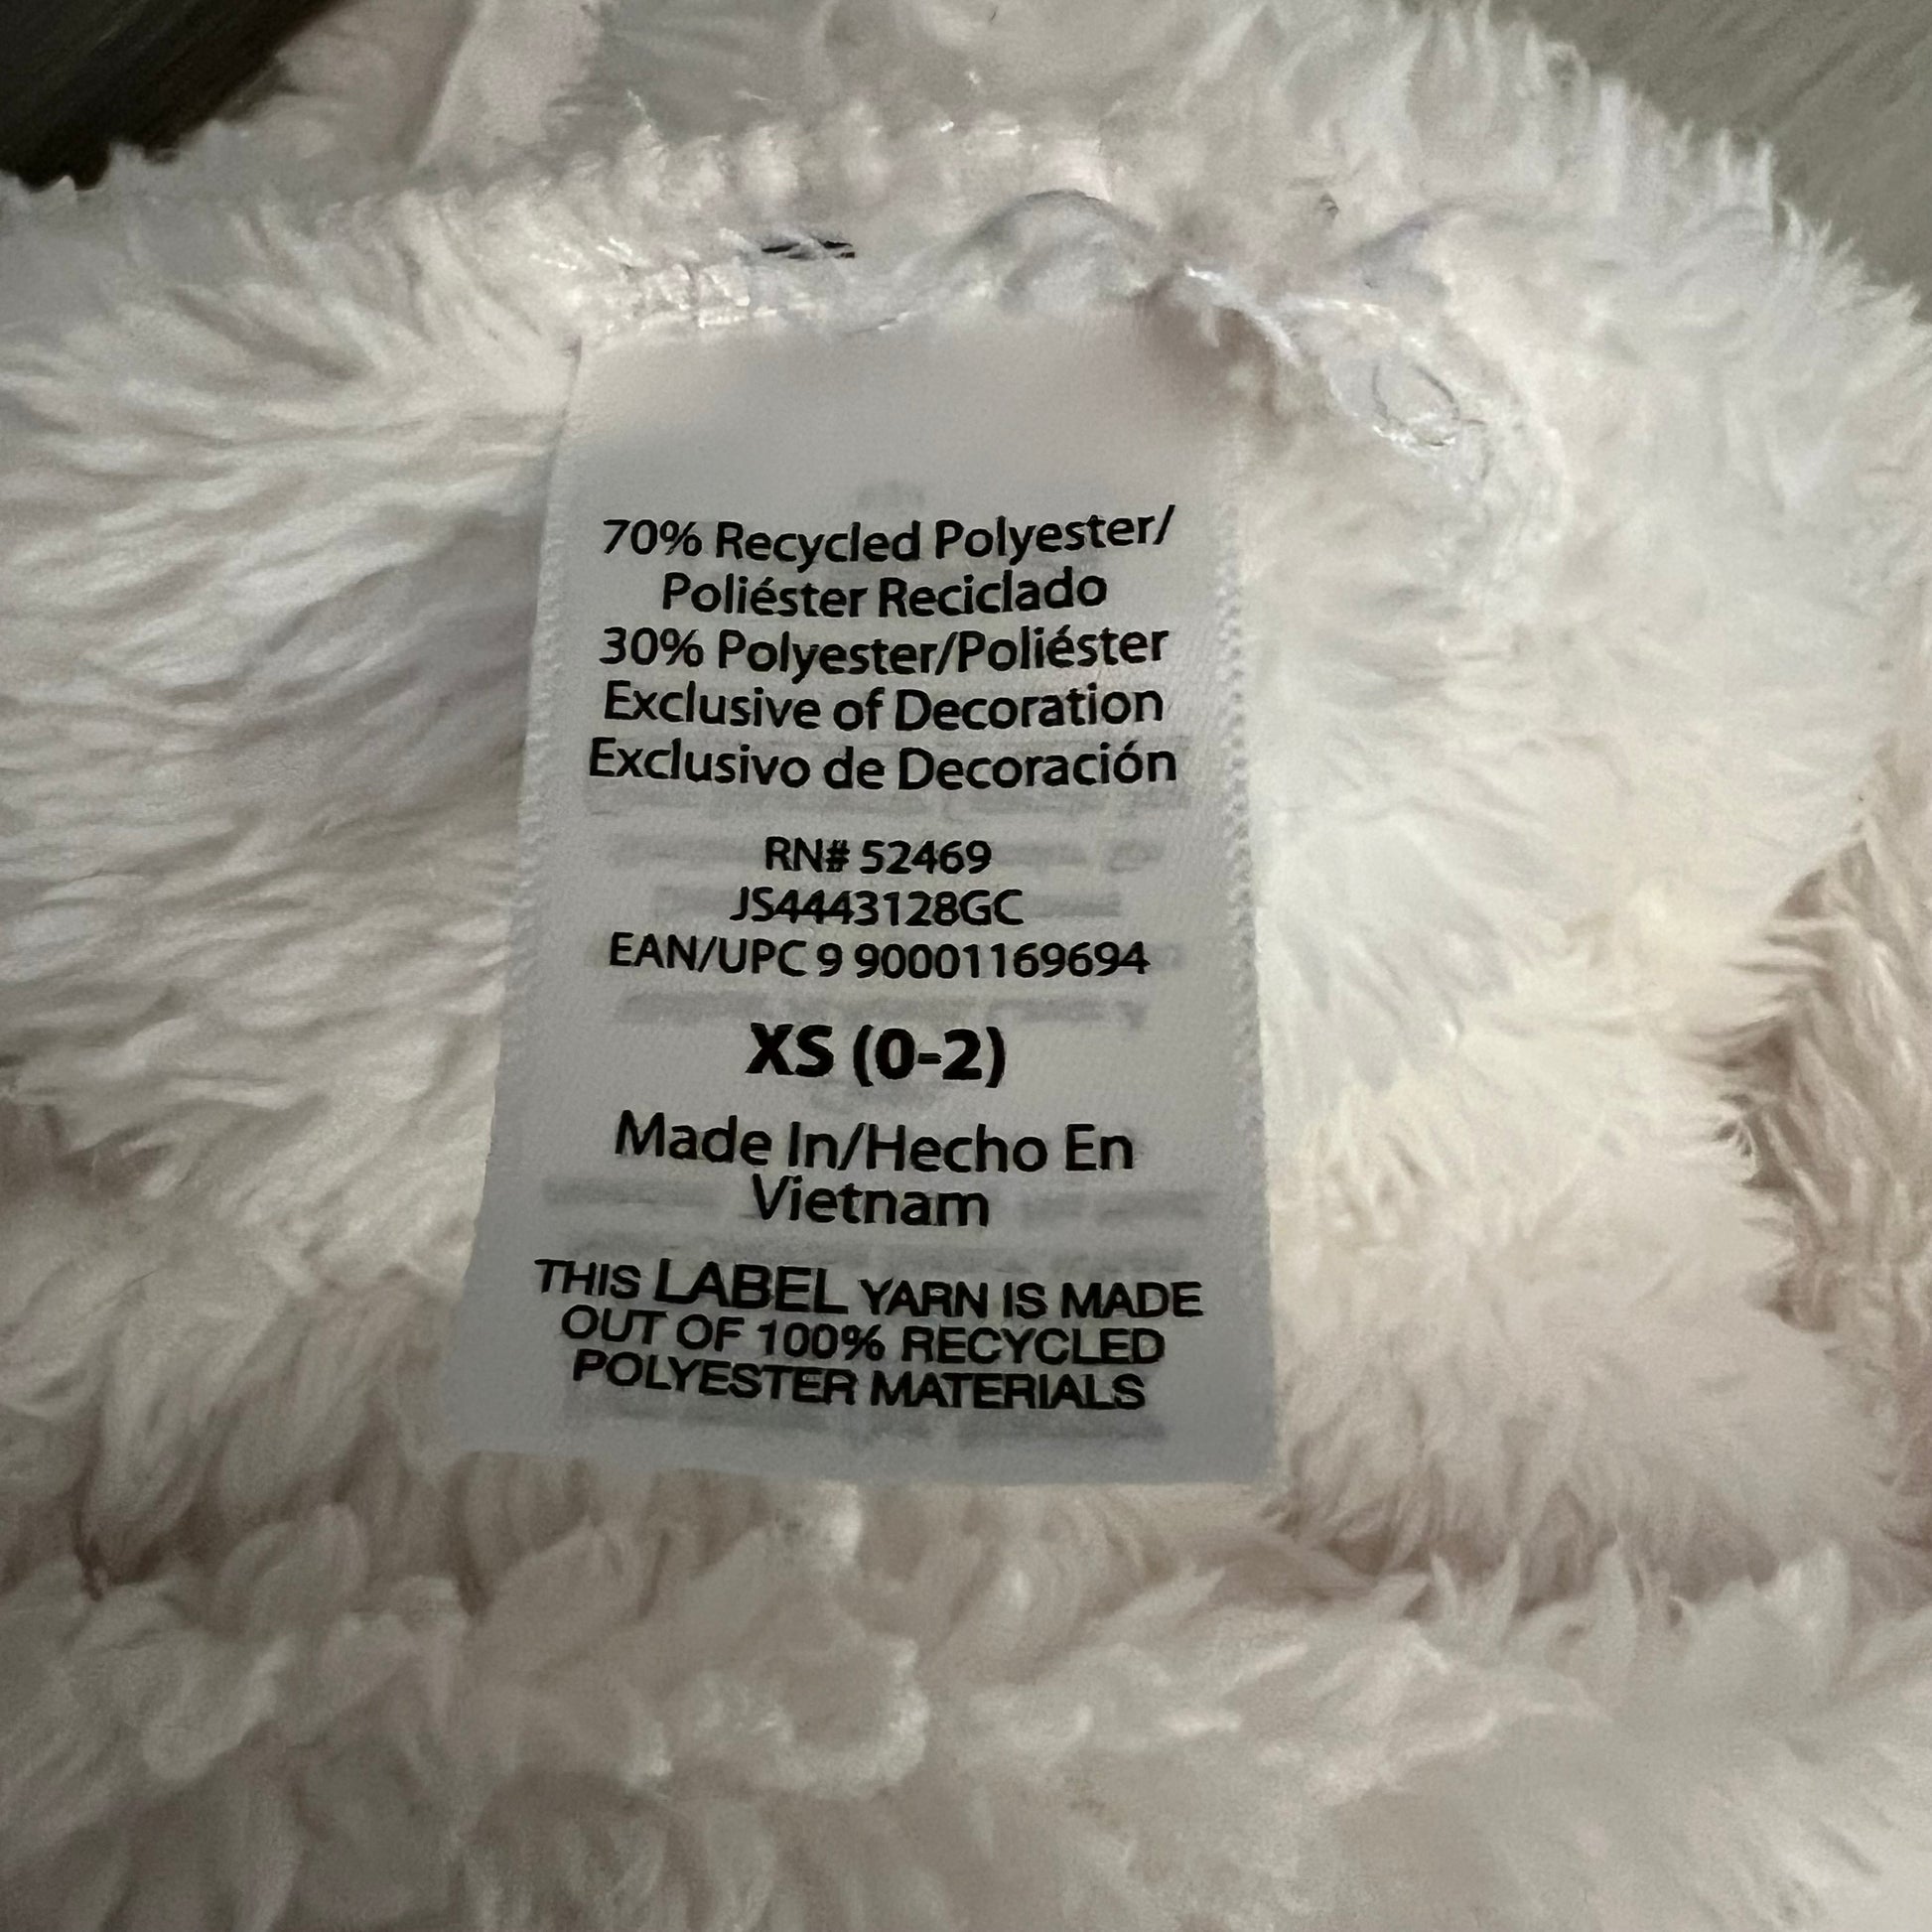 70% Recycled Polyester/
Poliéster Reciclado
30% Polyester/Poliéster
Exclusive of Decoration
Exclusivo de Decoración
RN# 52469
JS4443128GC
EAN/UPC 9 90001169694
XS (0-2)
Made In/Hecho En
Vietnam
THIS LABEL YARN IS MADE
OUT OF 100% RECYCLED
POLYESTER MATERIALS